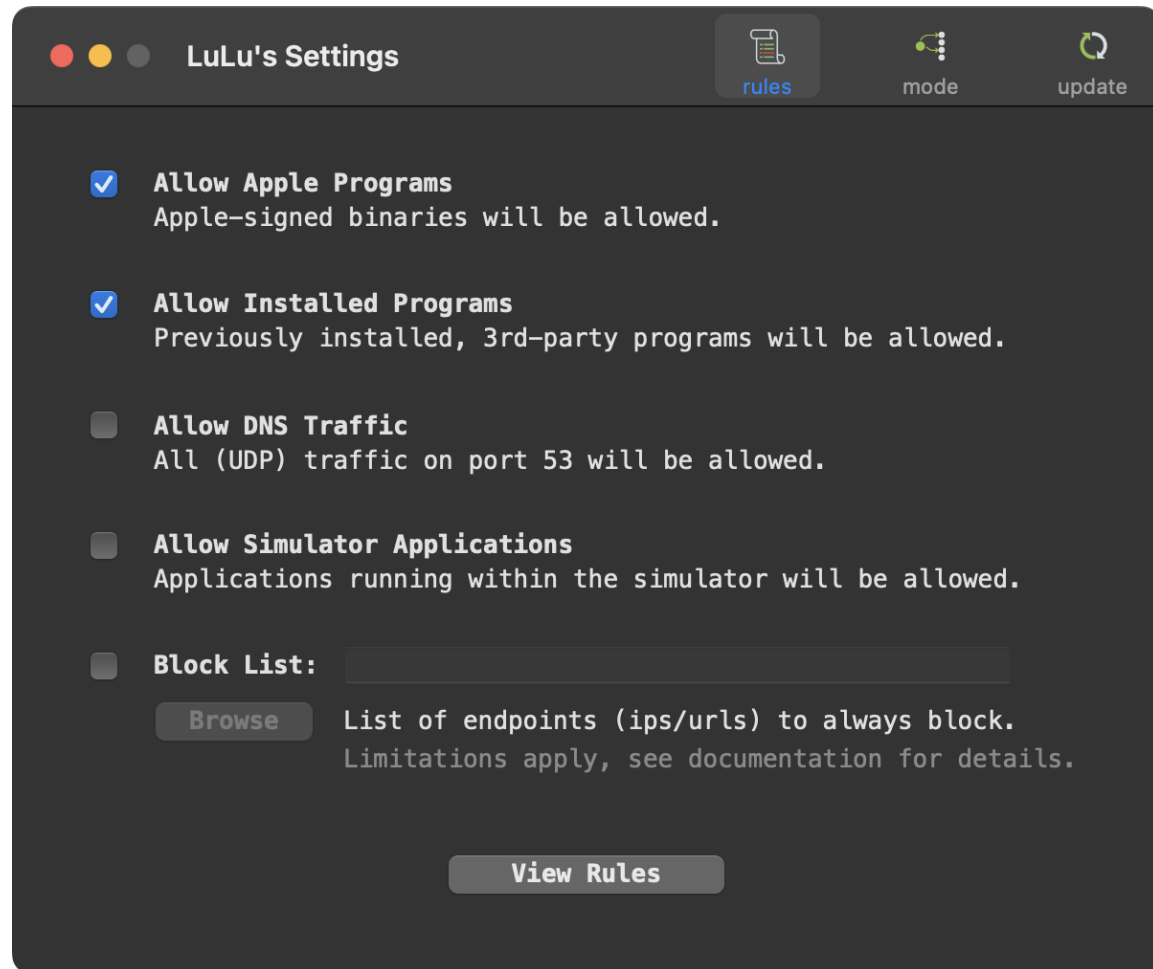 LuLu's Settings
rules
mode
update
Allow Apple Programs
Apple-signed binaries will be allowed.
Allow Installed Programs
Previously installed, 3rd-party programs will be allowed.
Allow DNS Traffic
All (UDP) traffic on port 53 will be allowed.
Allow Simulator Applications
Applications running within the simulator will be allowed.
Block List:
Browse
List of endpoints (ips/urls) to always block.
Limitations apply, see documentation for details.
View Rules